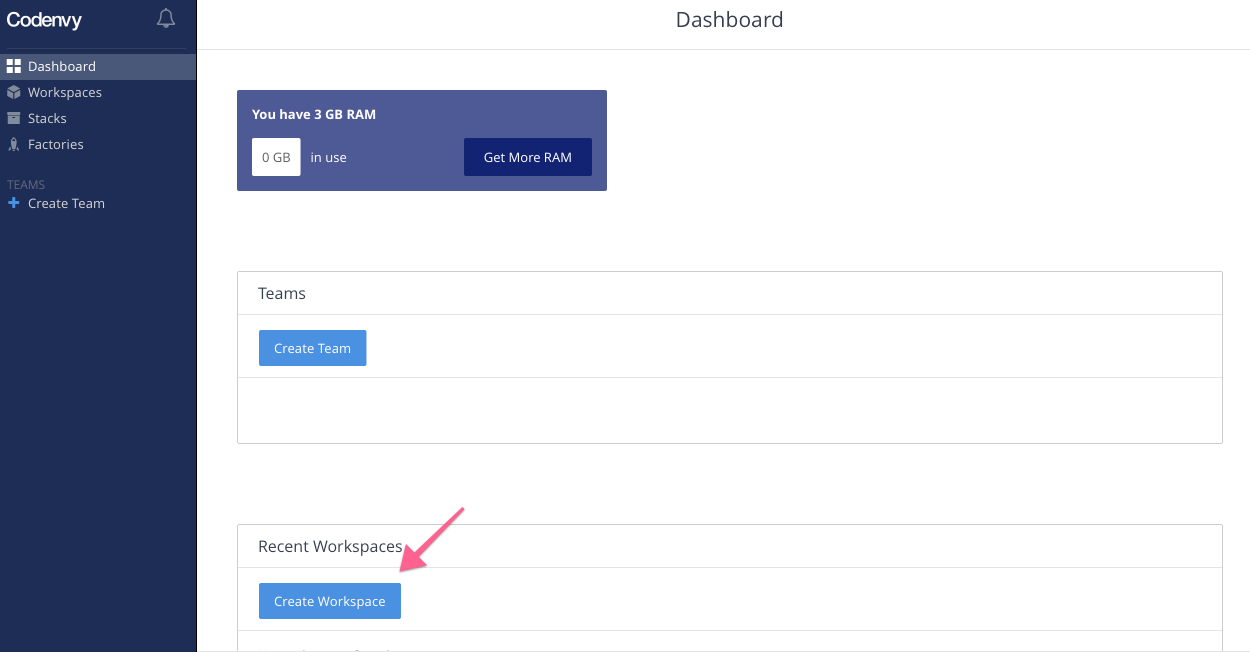 Codenvy
Dashboard
Workspaces
Stacks
Factories
TEAMS
Create Team
Dashboard
You have 3 GB RAM
0 GB in use
Get More RAM
Teams
Create Team
Recent Workspaces
Create Workspace